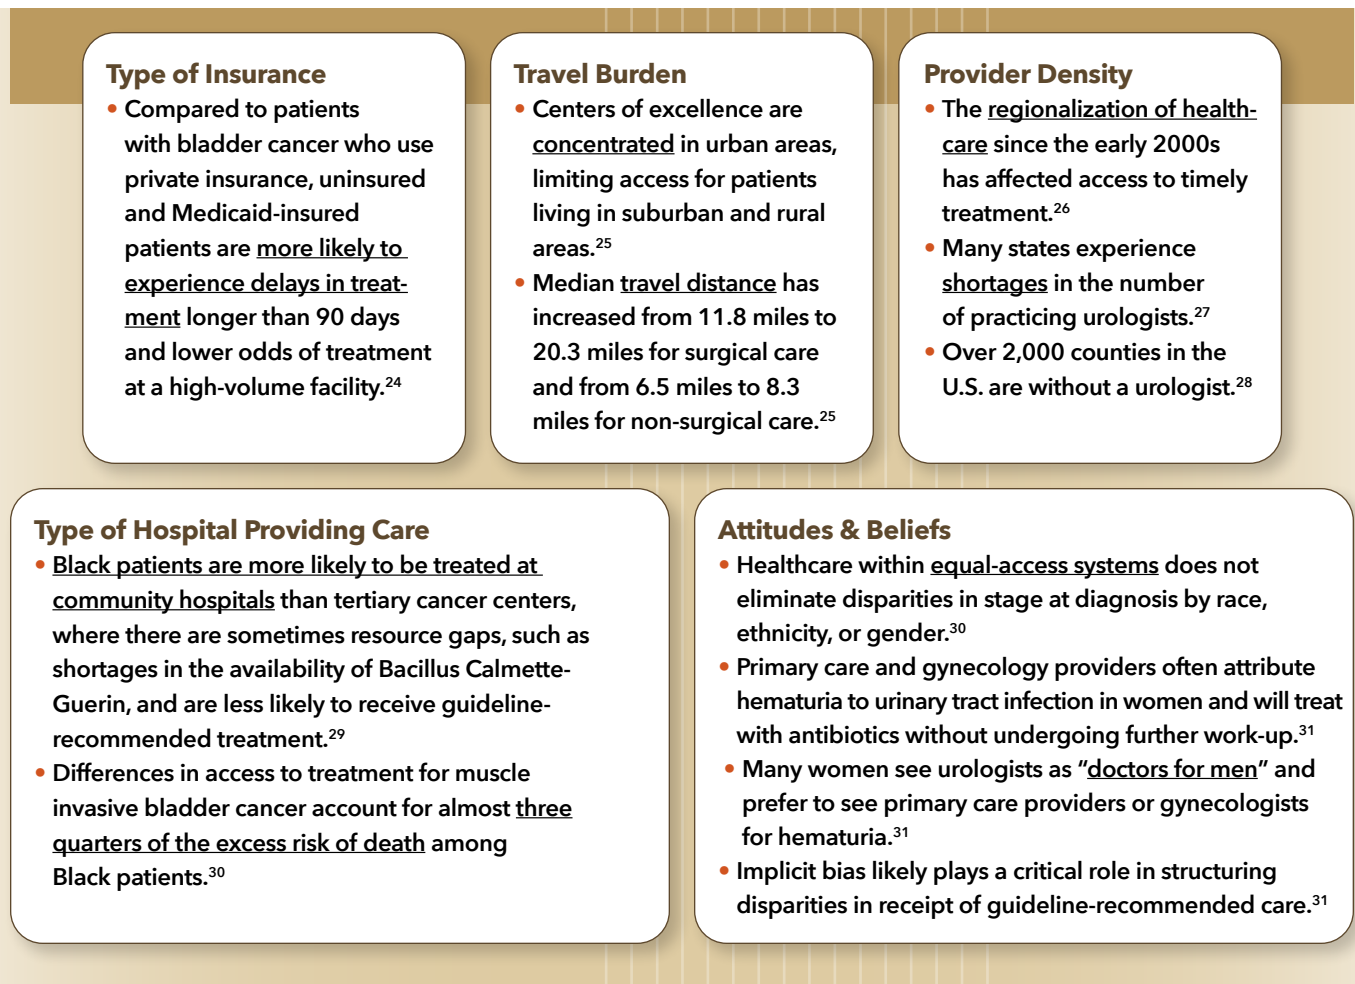 Type of Insurance
• Compared to patients
with bladder cancer who use
private insurance, uninsured
and Medicaid-insured
patients are more likely to
experience delays in treat-
ment longer than 90 days
and lower odds of treatment
at a high-volume facility.24
Travel Burden
• Centers of excellence are
concentrated in urban areas,
limiting access for patients
living in suburban and rural
areas.25
• Median travel distance has
increased from 11.8 miles to
20.3 miles for surgical care
and from 6.5 miles to 8.3
miles for non-surgical care.25
Provider Density
• The regionalization of health-
care since the early 2000s
has affected access to timely
treatment.26
• Many states experience
shortages in the number
of practicing urologists.27
• Over 2,000 counties in the
U.S. are without a urologist.28
Type of Hospital Providing Care
• Black patients are more likely to be treated at
community hospitals than tertiary cancer centers,
where there are sometimes resource gaps, such as
shortages in the availability of Bacillus Calmette-
Guerin, and are less likely to receive guideline-
recommended treatment.29
• Differences in access to treatment for muscle
invasive bladder cancer account for almost three
quarters of the excess risk of death among
Black patients.30
Attitudes & Beliefs
• Healthcare within equal-access systems does not
eliminate disparities in stage at diagnosis by race,
ethnicity, or gender.30
• Primary care and gynecology providers often attribute
hematuria to urinary tract infection in women and will treat
with antibiotics without undergoing further work-up.31
• Many women see urologists as “doctors for men” and
prefer to see primary care providers or gynecologists
for hematuria.31
• Implicit bias likely plays a critical role in structuring
disparities in receipt of guideline-recommended care.31